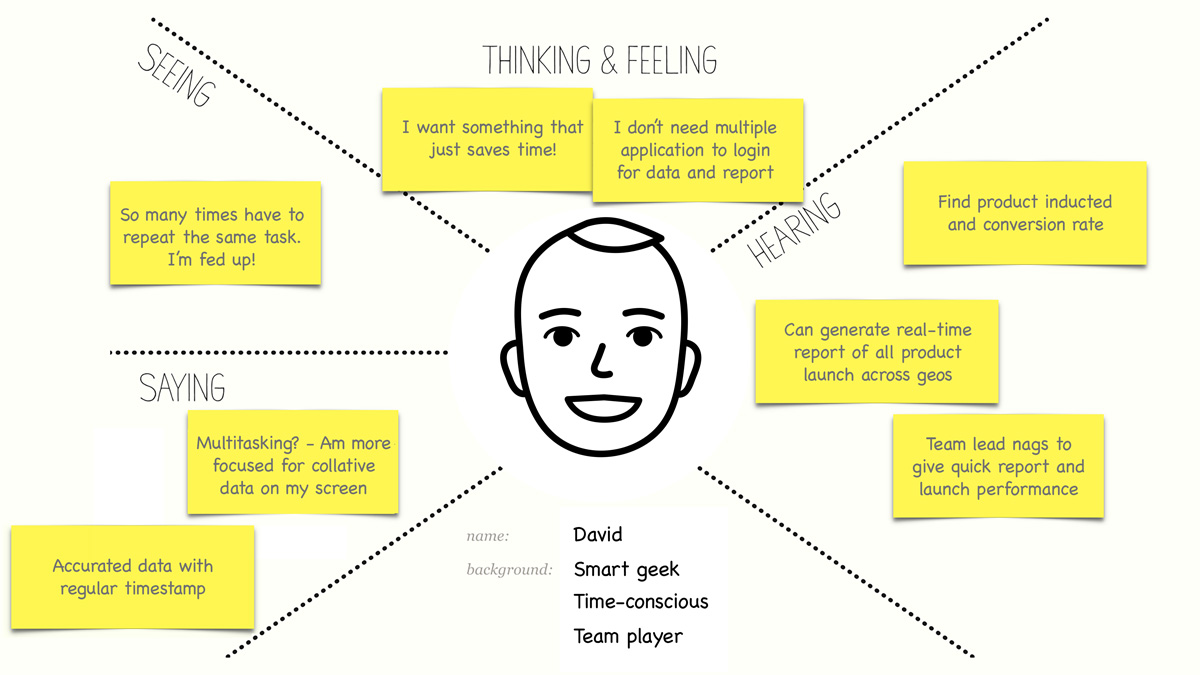 SEEING
THINKING & FEELING
I want something that
just saves time!
I don't need multiple
application to login
for data and report
So many times have to
repeat the same task.
I'm fed up!
HEARING
Find product inducted
and conversion rate
Can generate real-time
report of all product
launch across geos
Team lead nags to
give quick report and
launch performance
SAYING
Multitasking? - Am more
focused for collative
data on my screen
Accurated data with
regular timestamp
name: David
background: Smart geek
Time-conscious
Team player